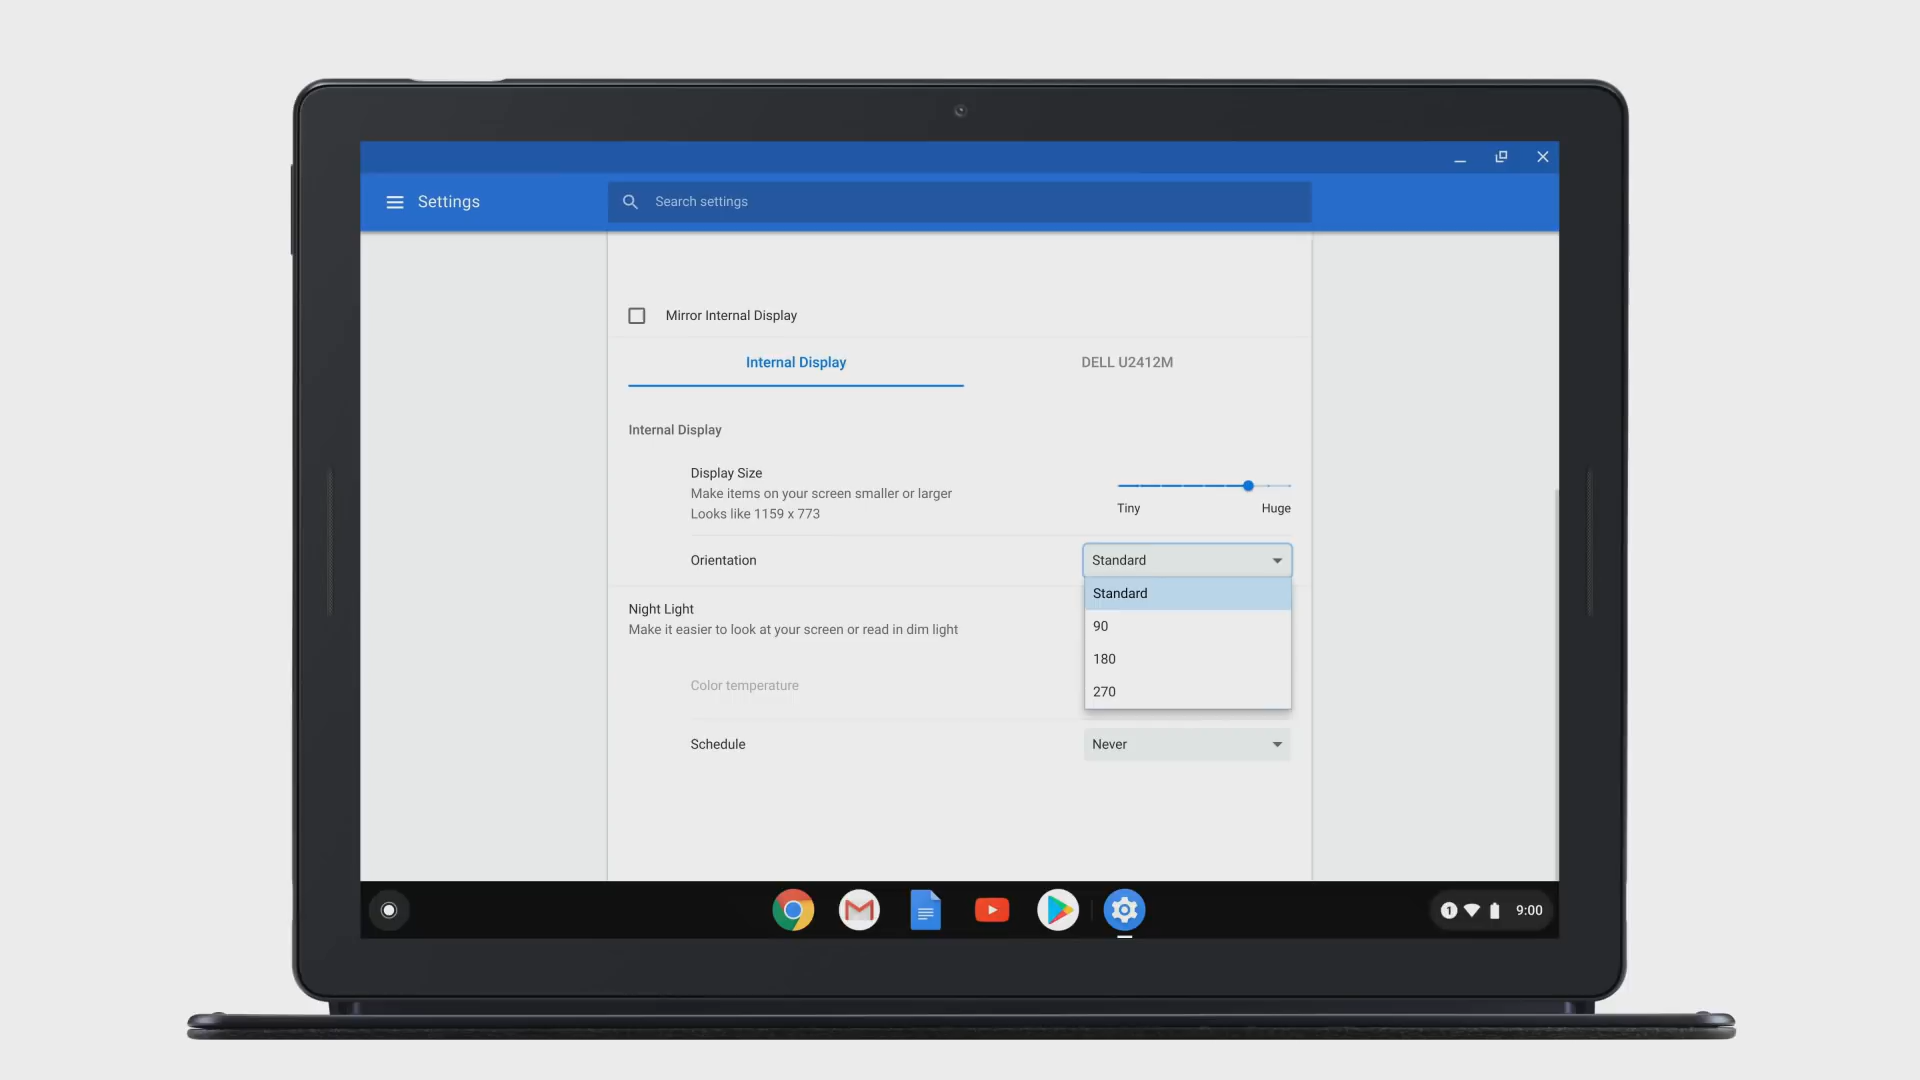 Settings
Search settings
Mirror Internal Display
Internal Display
DELL U2412M
Internal Display
Display Size
Make items on your screen smaller or larger
Looks like 1159 x 773
Tiny
Huge
Orientation
Standard
Standard
90
180
270
Night Light
Make it easier to look at your screen or read in dim light
Color temperature
Schedule
Never
1
9:00